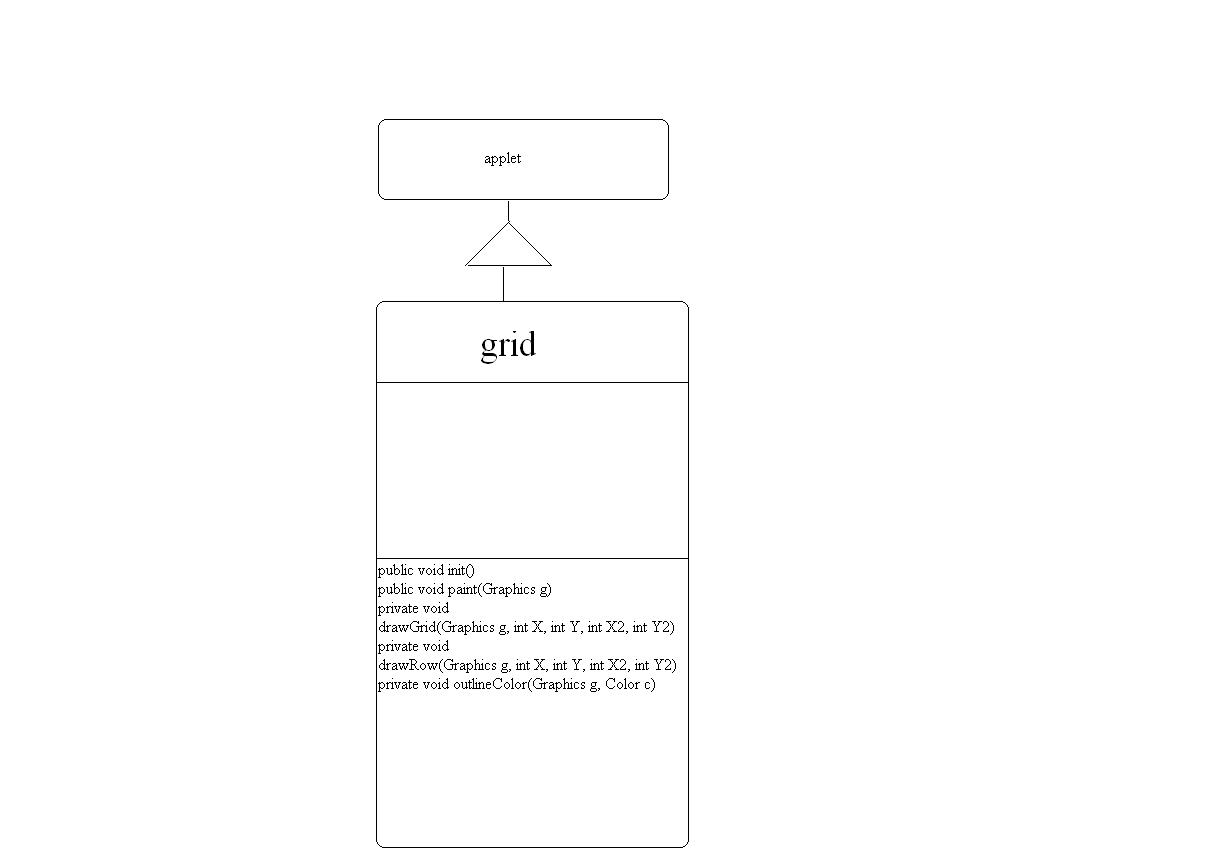 applet
grid
public void init()
public void paint(Graphics g)
private void
drawGrid(Graphics g, int X, int Y, int X2, int Y2)
private void
drawRow(Graphics g, int X, int Y, int X2, int Y2)
private void outlineColor(Graphics g, Color c)